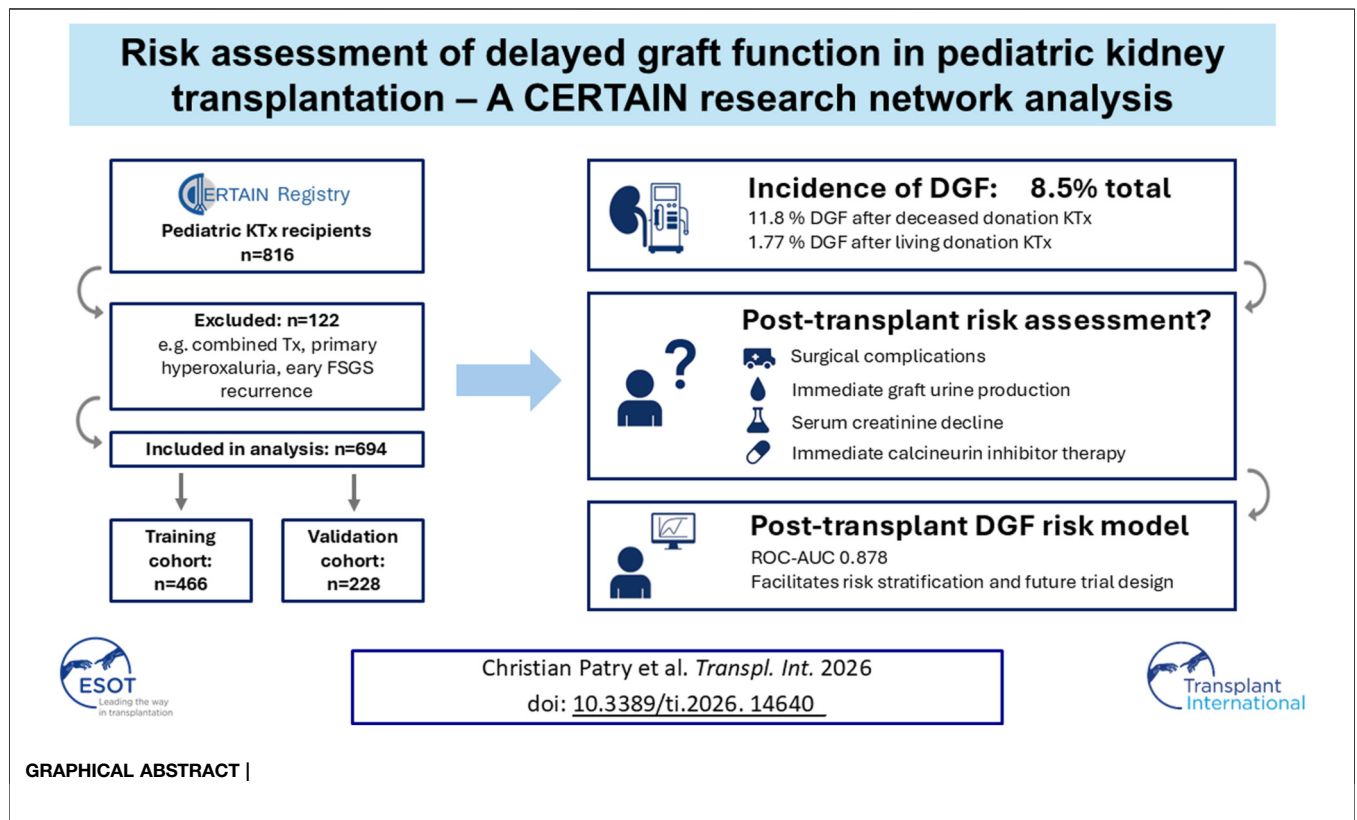 Risk assessment of delayed graft function in pediatric kidney
transplantation – A CERTAIN research network analysis
CERTAIN Registry
Pediatric KTx recipients
n=816
Excluded: n=122
e.g. combined Tx, primary
hyperoxaluria, eary FSGS
recurrence
Included in analysis: n=694
Training
cohort:
n=466
Validation
cohort:
n=228
Incidence of DGF: 8.5% total
11.8 % DGF after deceased donation KTx
1.77 % DGF after living donation KTx
?
Post-transplant risk assessment?
Surgical complications
Immediate graft urine production
Serum creatinine decline
Immediate calcineurin inhibitor therapy
Post-transplant DGF risk model
ROC-AUC 0.878
Facilitates risk stratification and future trial design
ESOT
Leading the way
in transplantation
Christian Patry et al. Transpl. Int. 2026
doi: 10.3389/ti.2026. 14640
Transplant
International
GRAPHICAL ABSTRACT |